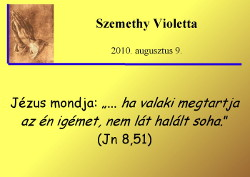 Szemethy Violetta
2010. augusztus 9.
Jézus mondja: „... ha valaki megtartja
az én igémet, nem lát halált soha.”
(Jn 8,51)